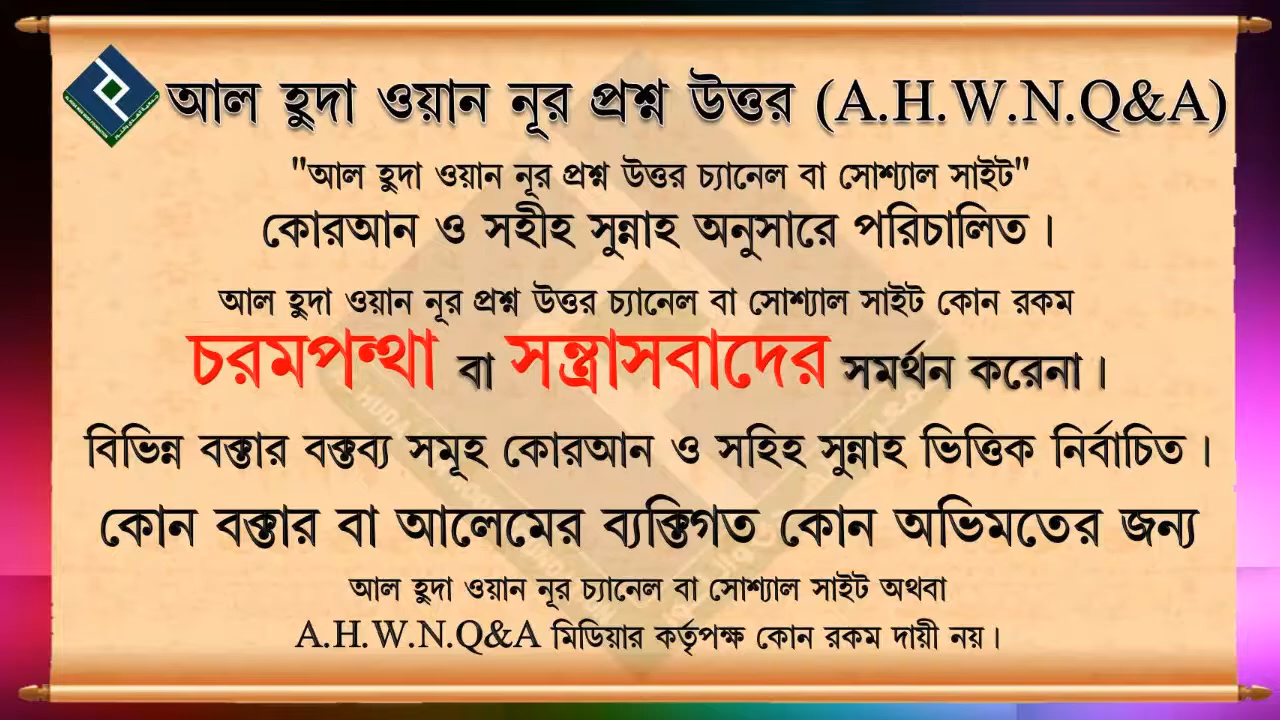 আল হুদা ওয়ান নূর প্রশ্ন উত্তর (A.H.W.N.Q&A)
"আল হুদা ওয়ান নূর প্রশ্ন উত্তর চ্যানেল বা সোশ্যাল সাইট"
কোরআন ও সহীহ সুন্নাহ অনুসারে পরিচালিত।
আল হুদা ওয়ান নূর প্রশ্ন উত্তর চ্যানেল বা সোশ্যাল সাইট কোন রকম
চরমপন্থা বা সন্ত্রাসবাদের সমর্থন করেনা।
বিভিন্ন বক্তার বক্তব্য সমূহ কোরআন ও সহিহ সুন্নাহ ভিত্তিক নির্বাচিত।
কোন বক্তার বা আলেমের ব্যক্তিগত কোন অভিমতের জন্য
আল হুদা ওয়ান নূর চ্যানেল বা সোশ্যাল সাইট অথবা
A.H.W.N.Q&A মিডিয়ার কর্তৃপক্ষ কোন রকম দায়ী নয়।